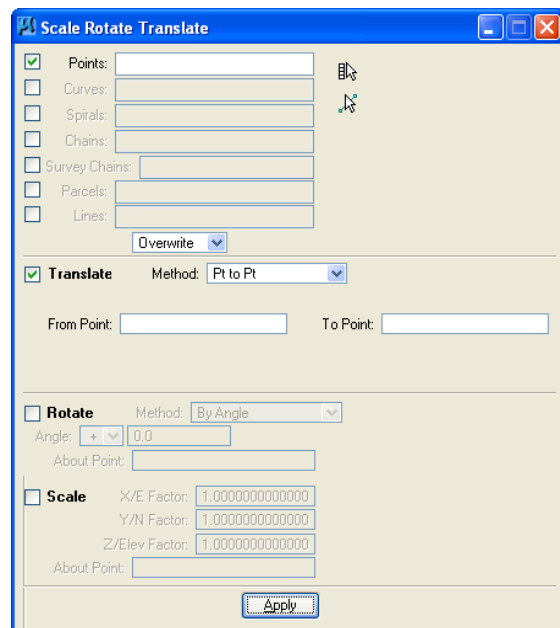 Scale Rotate Translate
Points:
Curves:
Spirals:
Chains:
Survey Chains:
Parcels:
Lines:
Overwrite
Translate Method: Pt to Pt
From Point: To Point:
Rotate Method: By Angle
Angle: + 0.0
About Point:
Scale X/E Factor: 1.0000000000000
Y/N Factor: 1.0000000000000
Z/Elev Factor: 1.0000000000000
About Point:
Apply